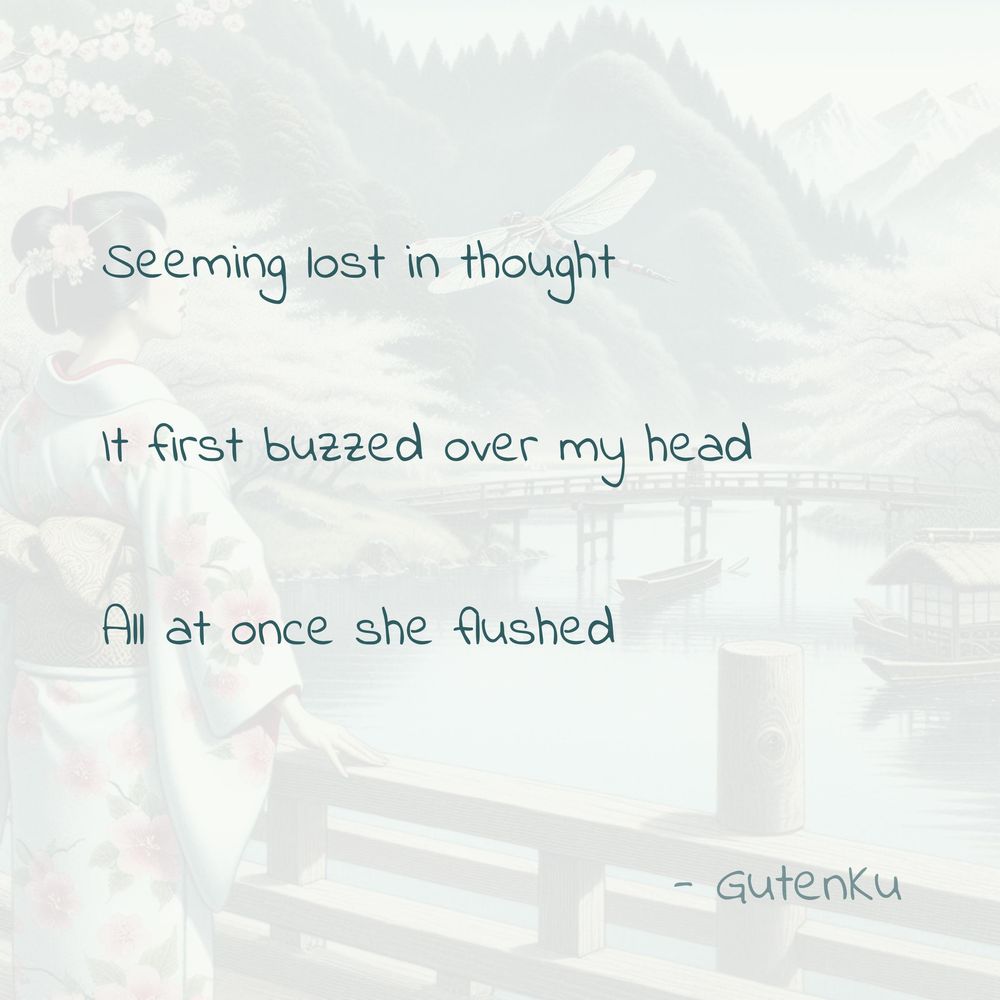 Seeming lost in thought
It first buzzed over my head
All at once she flushed
- GutenKu